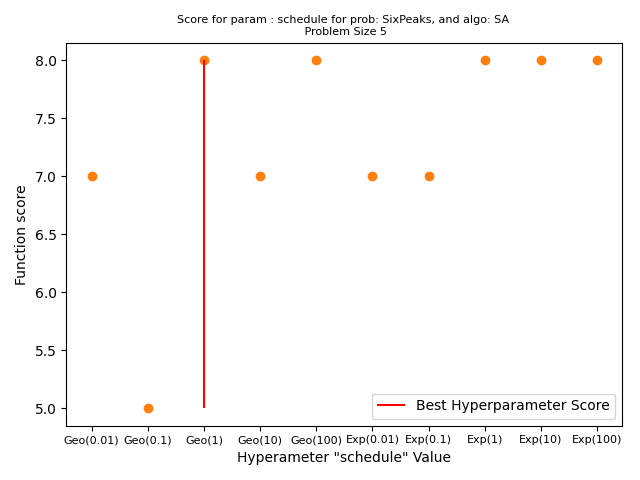 Score for param : schedule for prob: SixPeaks, and algo: SA
Problem Size 5
Function score
8.0
7.5
7.0
6.5
6.0
5.5
5.0
Best Hyperparameter Score
Geo(0.01) Geo(0.1) Geo(1) Geo(10) Geo(100) Exp(0.01) Exp(0.1) Exp(1) Exp(10) Exp(100)
Hyperameter "schedule" Value